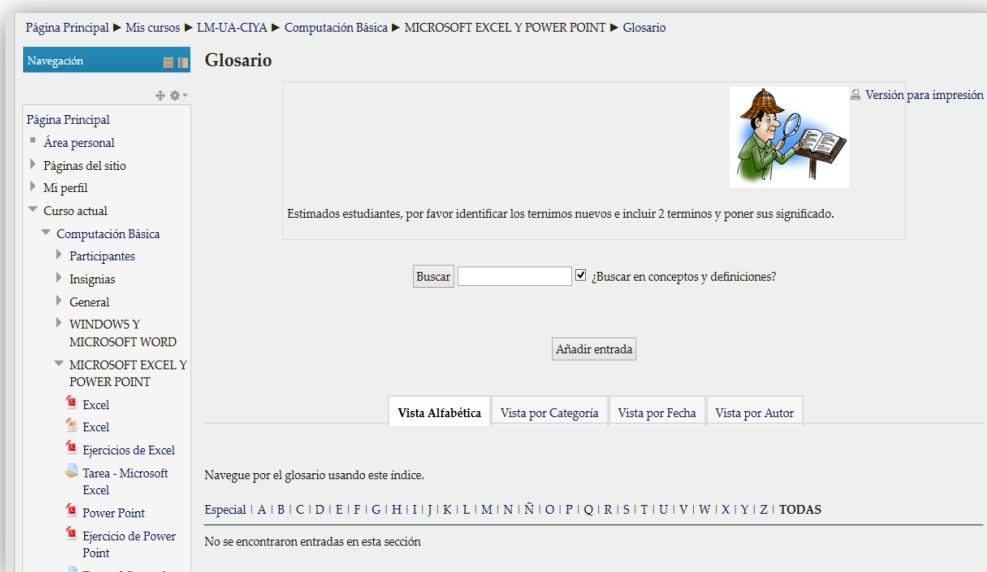 Página Principal ► Mis cursos ► LM-UA-CIYA ► Computación Básica ► MICROSOFT EXCEL Y POWER POINT ► Glosario
Navegación
Glosario
Versión para impresión
Página Principal
Área personal
Páginas del sitio
Mi perfil
Curso actual
Computación Básica
Participantes
Insignias
General
WINDOWS Y
MICROSOFT WORD
MICROSOFT EXCEL Y
POWER POINT
Excel
Excel
Ejercicios de Excel
Tarea - Microsoft
Excel
Power Point
Ejercicio de Power
Point
Estimados estudiantes, por favor identificar los ternimos nuevos e incluir 2 terminos y poner sus significado.
Buscar
¿Buscar en conceptos y definiciones?
Añadir entrada
Vista Alfabética
Vista por Categoría
Vista por Fecha
Vista por Autor
Navegue por el glosario usando este índice.
Especial | A | B | C | D | E | F | G | H | I | J | K | L | M | N | Ñ | O | P | Q | R | S | T | U | V | W | X | Y | Z | TODAS
No se encontraron entradas en esta sección